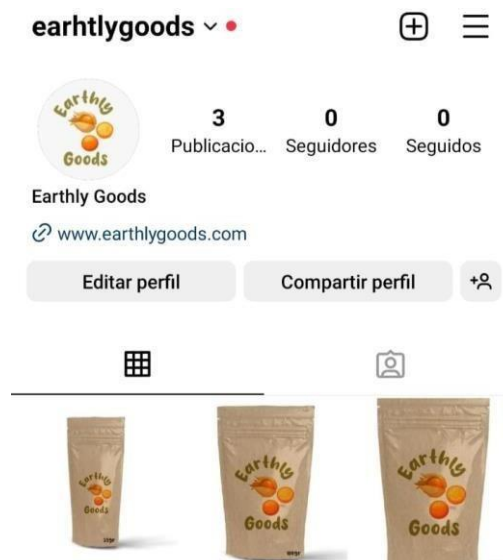 earhtlygoods
Earthly
Goods
3
Publicacio...
0
Seguidores
0
Seguidos
Earthly Goods
www.earthlygoods.com
Editar perfil
Compartir perfil
Earthly
Goods
Earthly
Goods
Earthly
Goods